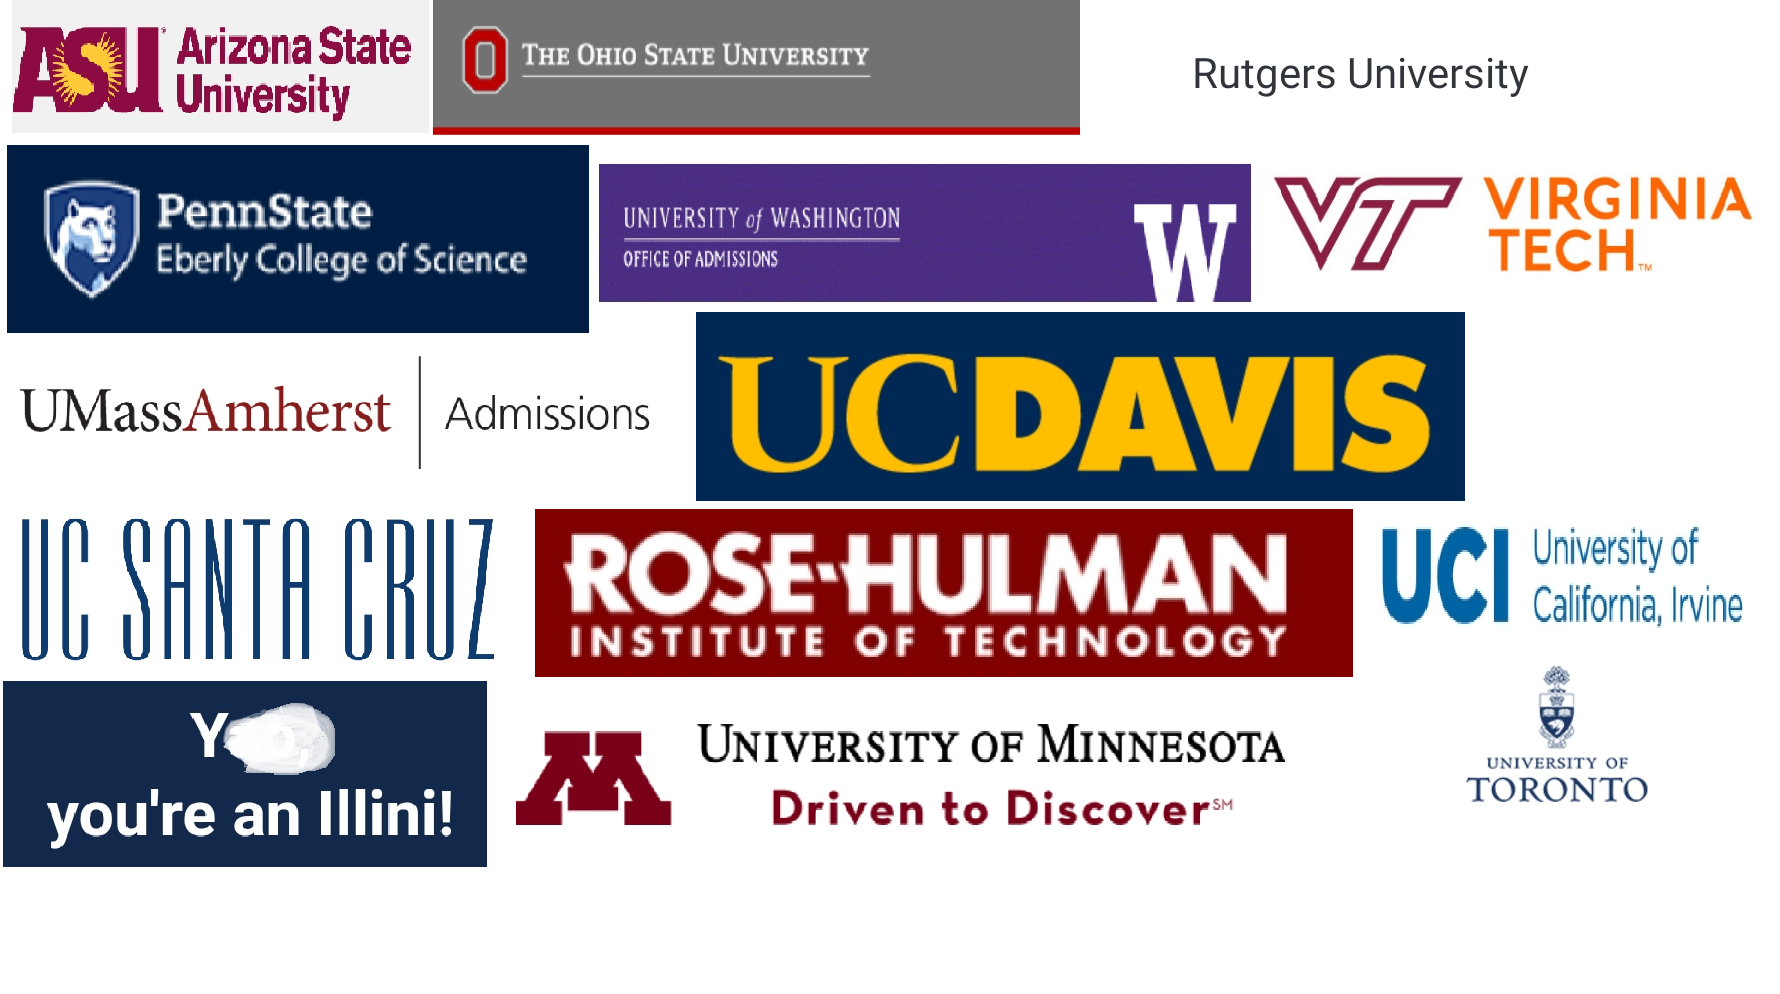 ASU Arizona State
University
THE OHIO STATE UNIVERSITY
Rutgers University
PennState
Eberly College of Science
UNIVERSITY of WASHINGTON
OFFICE OF ADMISSIONS
W
VT VIRGINIA
TECH™
UMassAmherst | Admissions
UCDAVIS
UC SANTA CRUZ
ROSE-HULMAN
INSTITUTE OF TECHNOLOGY
UCI University of
California, Irvine
you're an Illini!
M UNIVERSITY OF MINNESOTA
Driven to Discover℠
UNIVERSITY OF
TORONTO